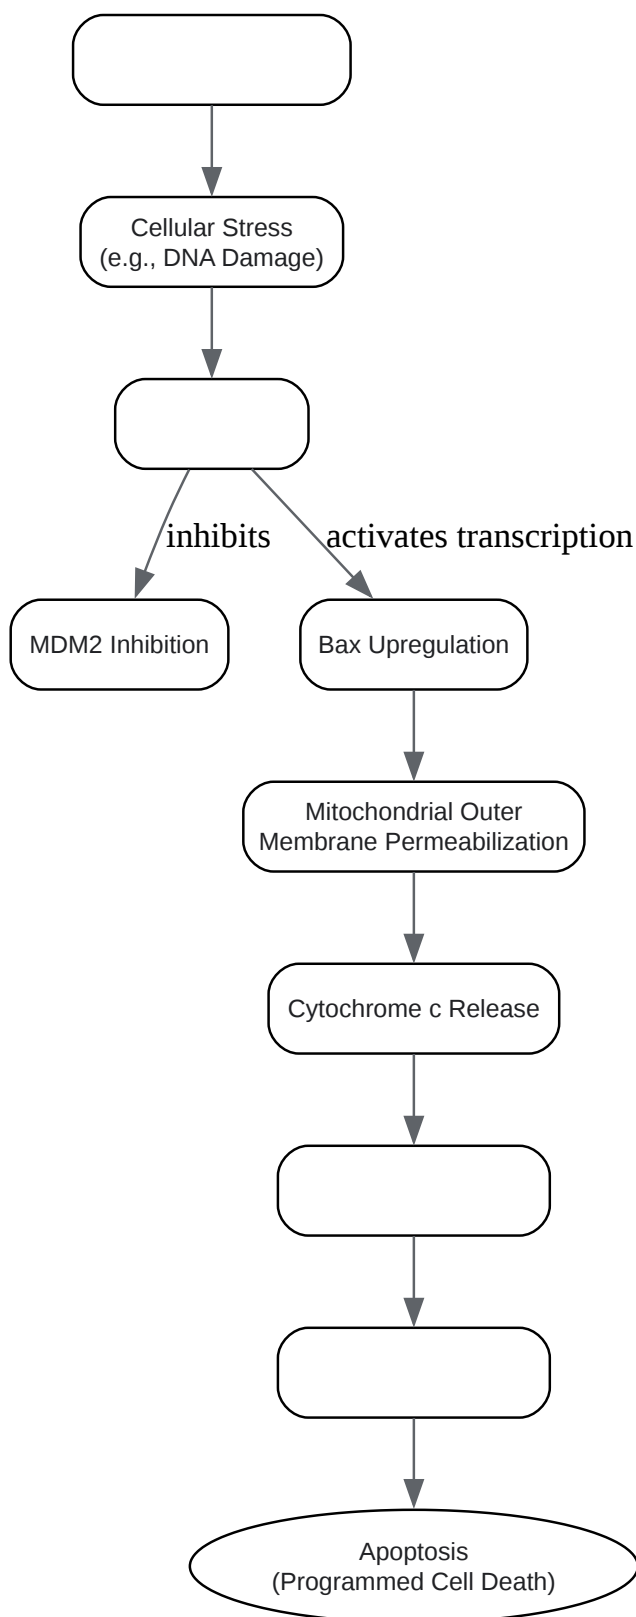 Cellular Stress
(e.g., DNA Damage)
inhibits
activates transcription
MDM2 Inhibition
Bax Upregulation
Mitochondrial Outer
Membrane Permeabilization
Cytochrome c Release
Apoptosis
(Programmed Cell Death)